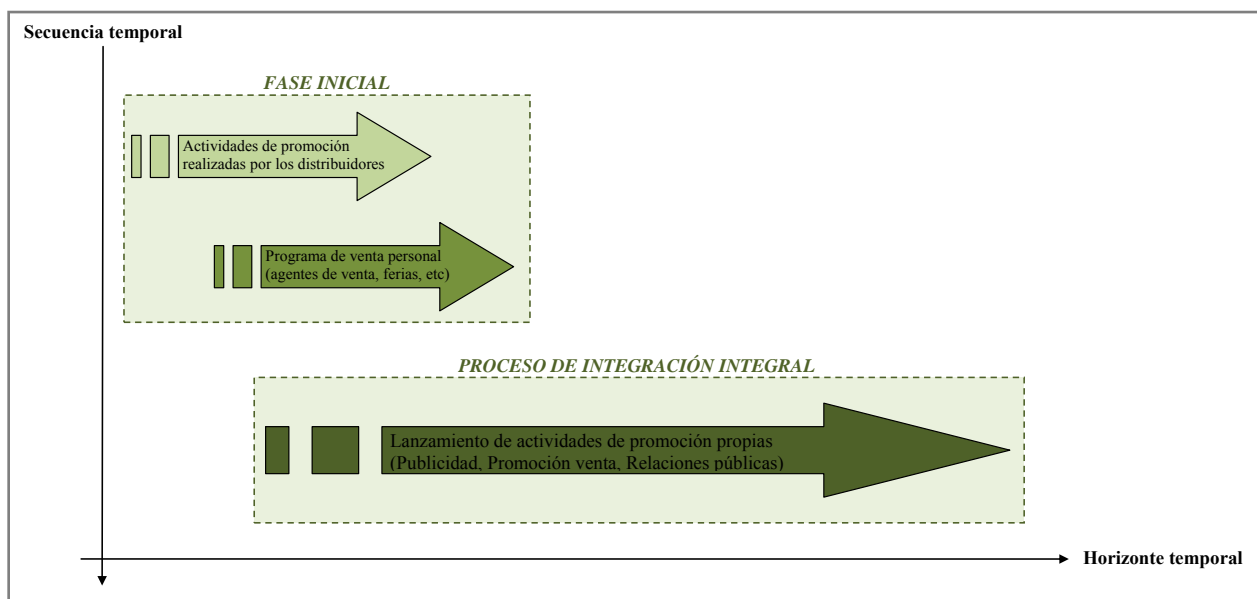 Secuencia temporal
FASE INICIAL
Actividades de promoción
realizadas por los distribuidores
Programa de venta personal
(agentes de venta, ferias, etc)
PROCESO DE INTEGRACIÓN INTEGRAL
Lanzamiento de actividades de promoción propias
(Publicidad, Promoción venta, Relaciones públicas)
Horizonte temporal